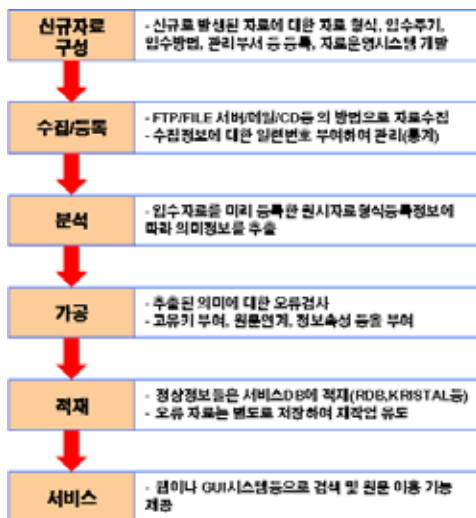 신규자료
구성
- 신규로 발생된 자료에 대한 자료 형식, 입수주기,
입수방법, 관리부서 등 등록, 자료운영시스템 개발
수집/등록
- FTP/FILE 서버/메일/CD등 의 방법으로 자료수집
- 수집정보에 대한 일련번호 부여하여 관리(통계)
분석
- 입수자료를 미리 등록한 원시자료형식등록정보에
따라 의미정보를 추출
가공
- 추출된 의미에 대한 오류검사
- 고유키 부여, 원문연계, 정보속성 등을 부여
적재
- 정상정보들은 서비스DB에 적재(RDB,KRISTAL등)
- 오류 자료는 별도로 저장하여 재작업 유도
서비스
- 웹이나 GUI시스템등으로 검색 및 원문 이용 가능
제공